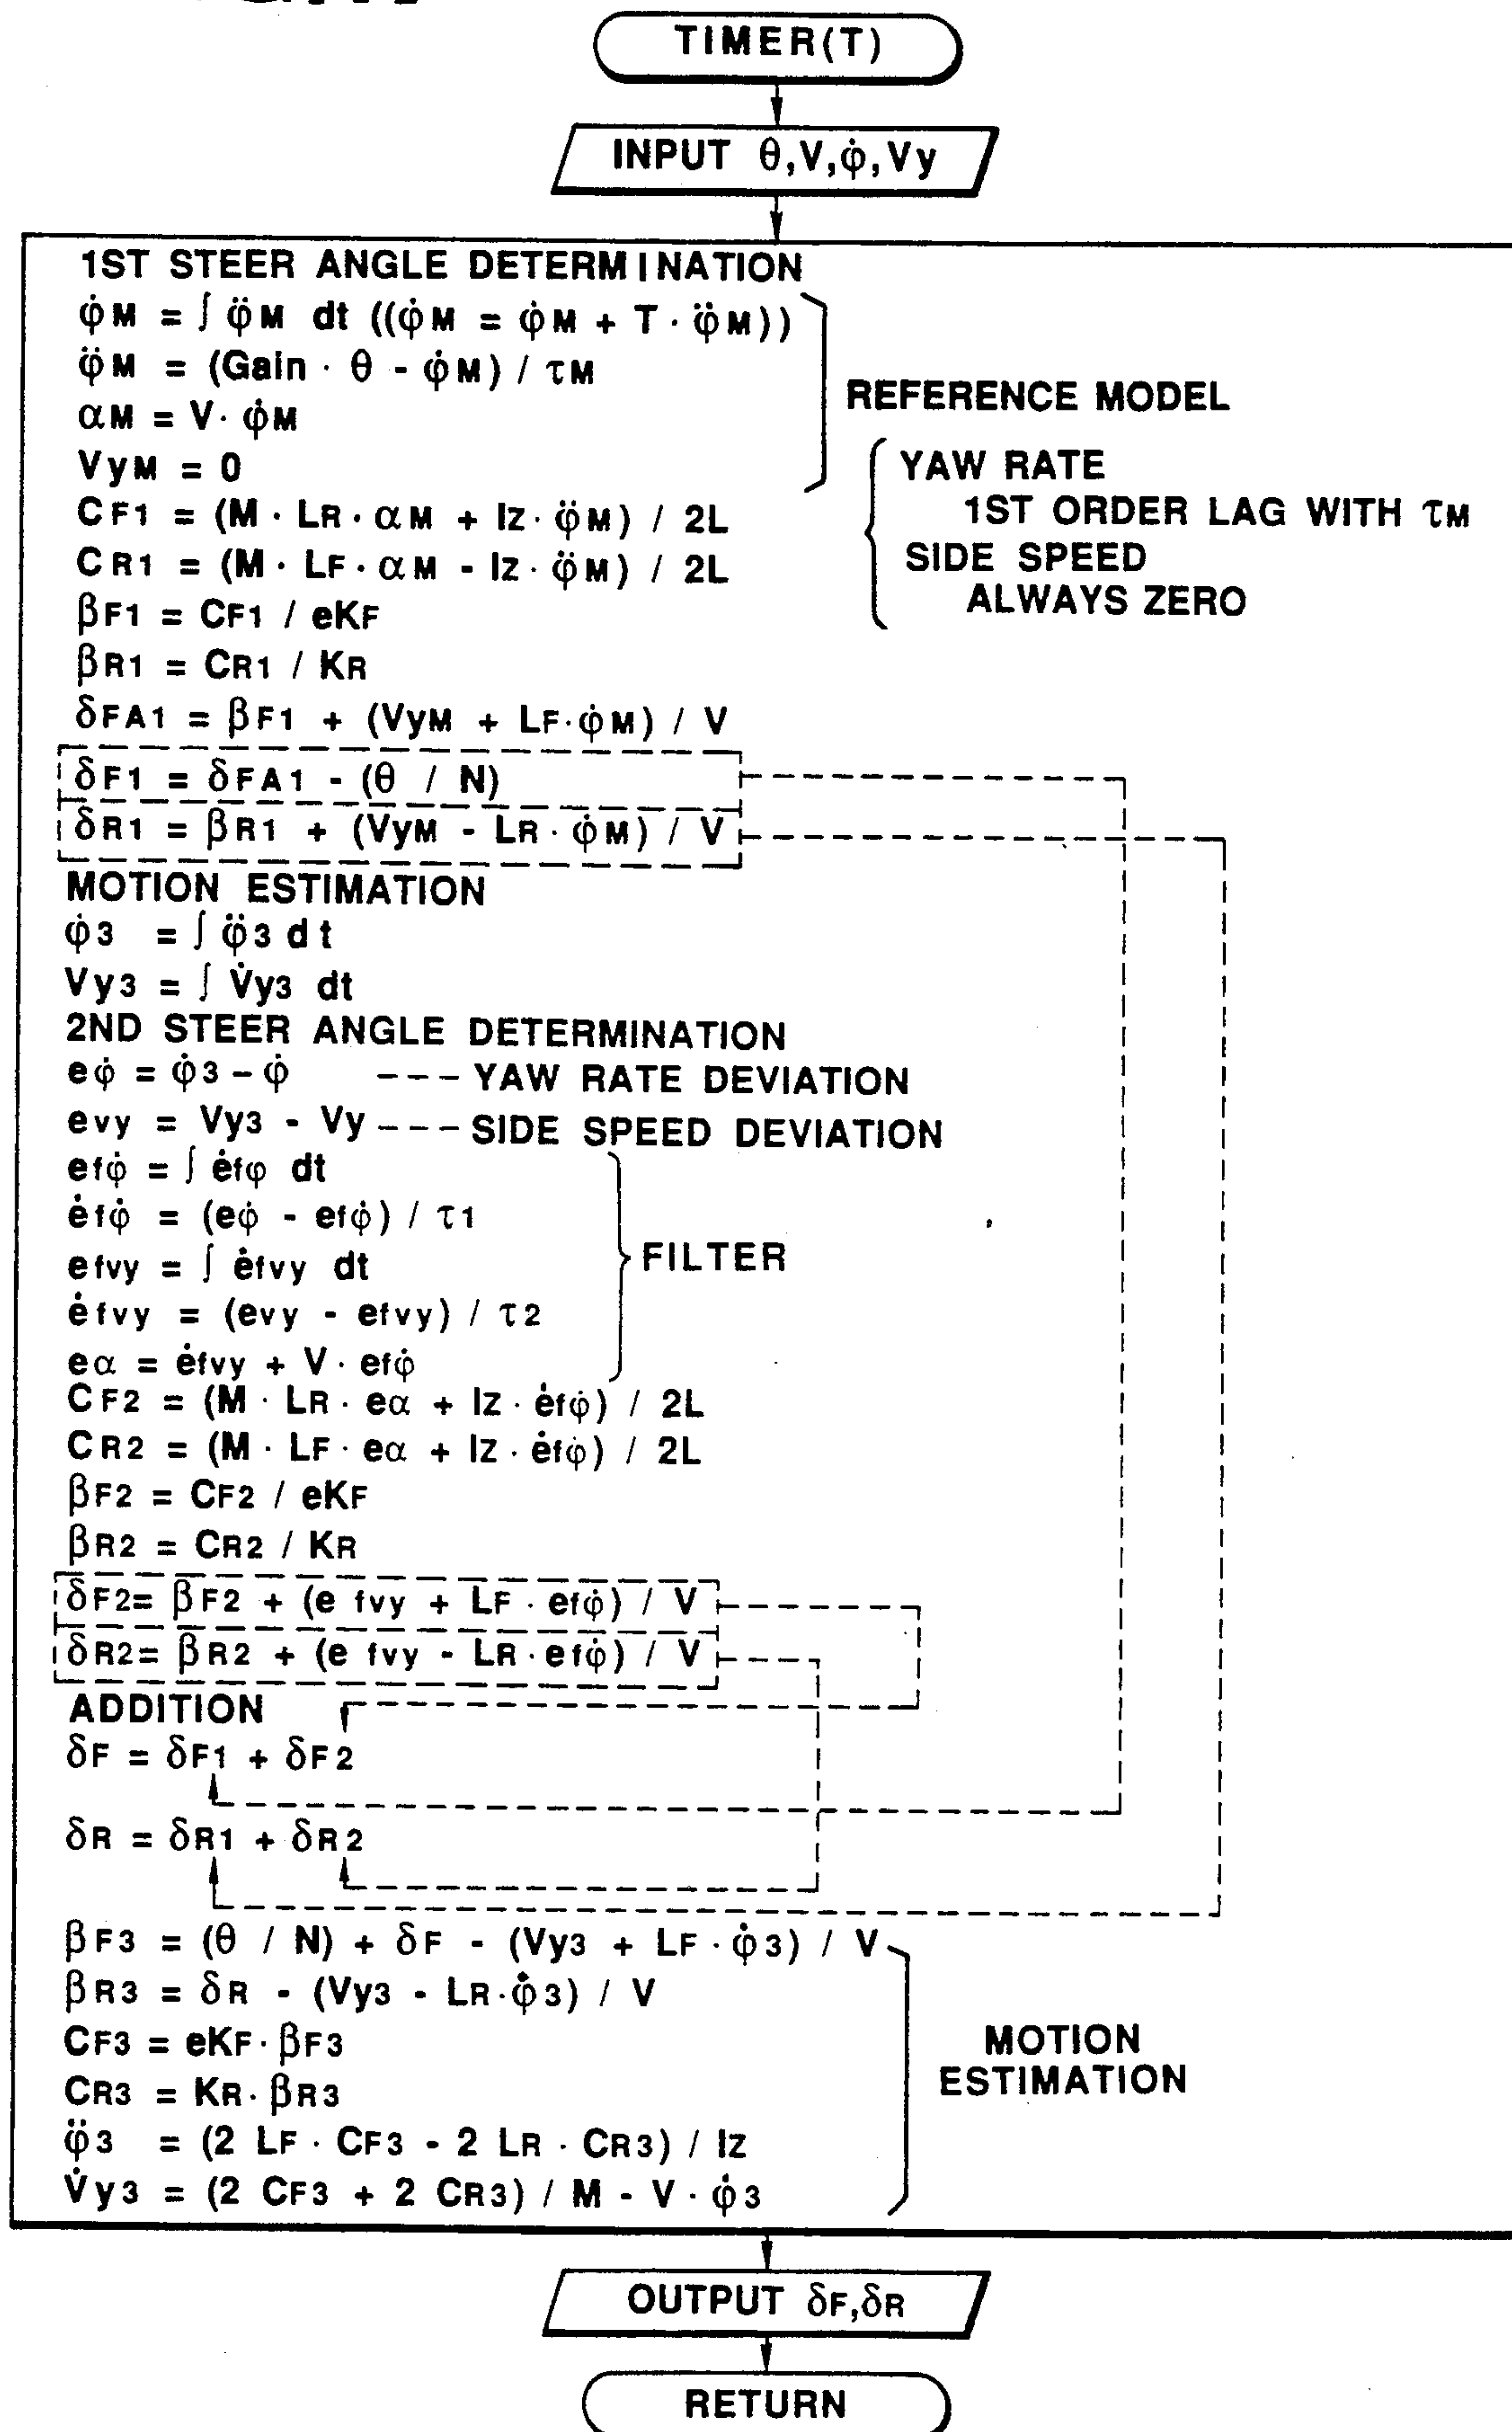 TIMER(T)
INPUT θ,V,φ̇,Vy
1ST STEER ANGLE DETERMINATION
φ̇M = ∫ φ̈M dt ((φ̇M = φ̇M + T · φ̈M))
φ̈M = (Gain · θ - φ̇M) / τM
αM = V· φ̇M
VyM = 0
REFERENCE MODEL
YAW RATE
1ST ORDER LAG WITH τM
SIDE SPEED
ALWAYS ZERO
CF1 = (M · LR · αM + Iz · φ̈M) / 2L
CR1 = (M · LF · αM - Iz · φ̈M) / 2L
βF1 = CF1 / eKF
βR1 = CR1 / KR
δFA1 = βF1 + (VyM + LF·φ̇M) / V
δF1 = δFA1 - (θ / N)
δR1 = βR1 + (VyM - LR · φ̇M) / V
MOTION ESTIMATION
φ̇3 = ∫ φ̈3 dt
Vy3 = ∫ V̇y3 dt
2ND STEER ANGLE DETERMINATION
eφ̇ = φ̇3 - φ̇ --- YAW RATE DEVIATION
evy = Vy3 - Vy --- SIDE SPEED DEVIATION
efφ̇ = ∫ ėfφ dt
ėfφ̇ = (eφ̇ - efφ̇) / τ1
efvy = ∫ ėfvy dt
ėfvy = (evy - efvy) / τ2
eα = ėfvy + V · efφ̇
FILTER
CF2 = (M · LR · eα + Iz · ėfφ̇) / 2L
CR2 = (M · LF · eα + Iz · ėfφ̇) / 2L
βF2 = CF2 / eKF
βR2 = CR2 / KR
δF2= βF2 + (e fvy + LF · efφ̇) / V
δR2= βR2 + (e fvy - LR · efφ̇) / V
ADDITION
δF = δF1 + δF2
δR = δR1 + δR2
βF3 = (θ / N) + δF - (Vy3 + LF · φ̇3) / V
βR3 = δR - (Vy3 - LR·φ̇3) / V
CF3 = eKF· βF3
CR3 = KR· βR3
φ̈3 = (2 LF · CF3 - 2 LR · CR3) / Iz
V̇y3 = (2 CF3 + 2 CR3) / M - V · φ̇3
MOTION
ESTIMATION
OUTPUT δF,δR
RETURN